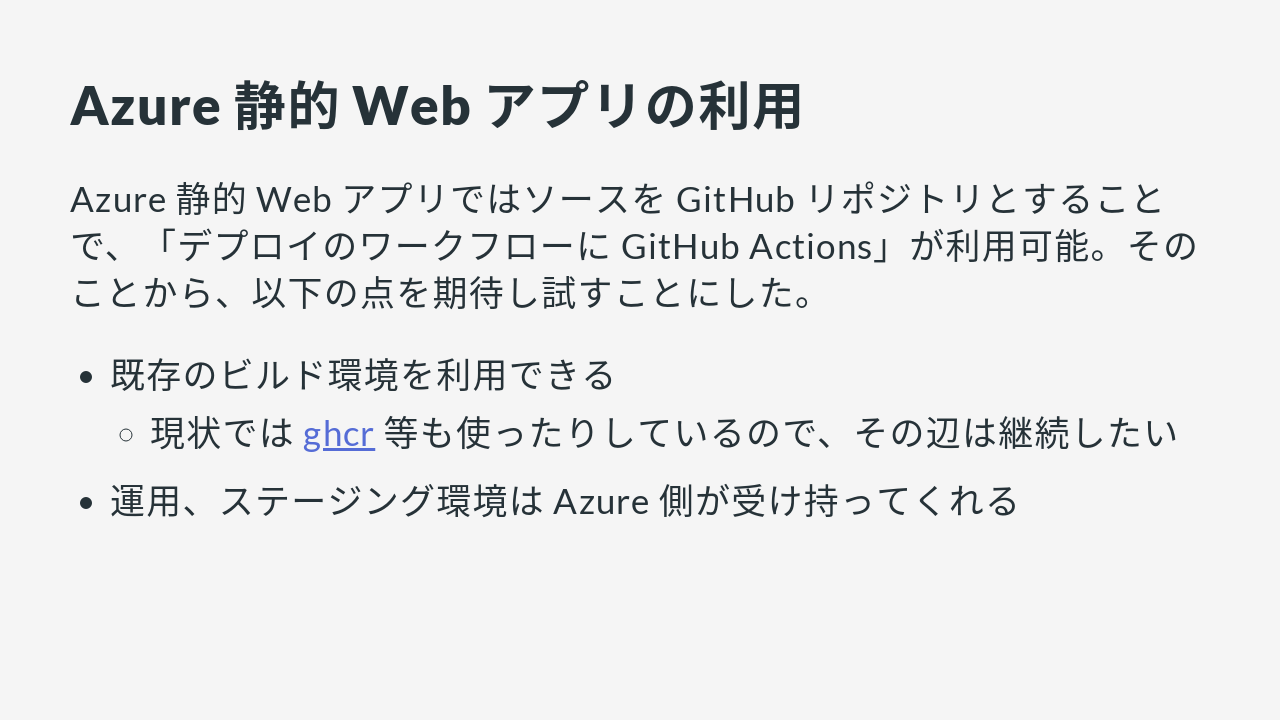 Azure 静的 Web アプリの利用
Azure 静的 Web アプリではソースを GitHub リポジトリとすること
で、「デプロイのワークフローに GitHub Actions」が利用可能。その
ことから、以下の点を期待し試すことにした。
• 既存のビルド環境を利用できる
○ 現状では ghcr 等も使ったりしているので、その辺は継続したい
• 運用、ステージング環境は Azure 側が受け持ってくれる